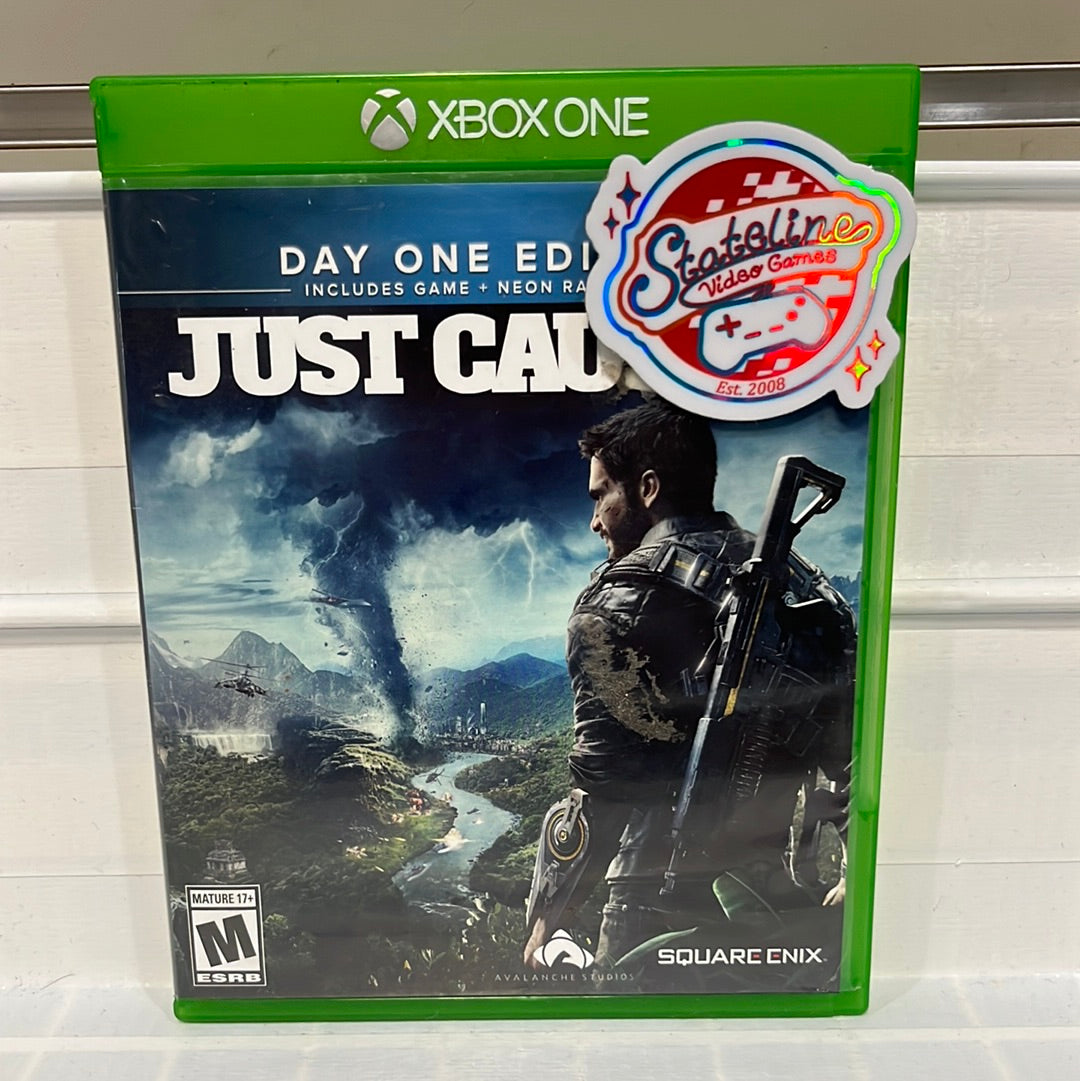 XBOX ONE
DAY ONE EDI
INCLUDES GAME + NEON RA
JUST CAU
Stateline
Video Games
Est. 2008
MATURE 17+
M
ESRB
AVALANCHE STUDIOS
SQUARE ENIX